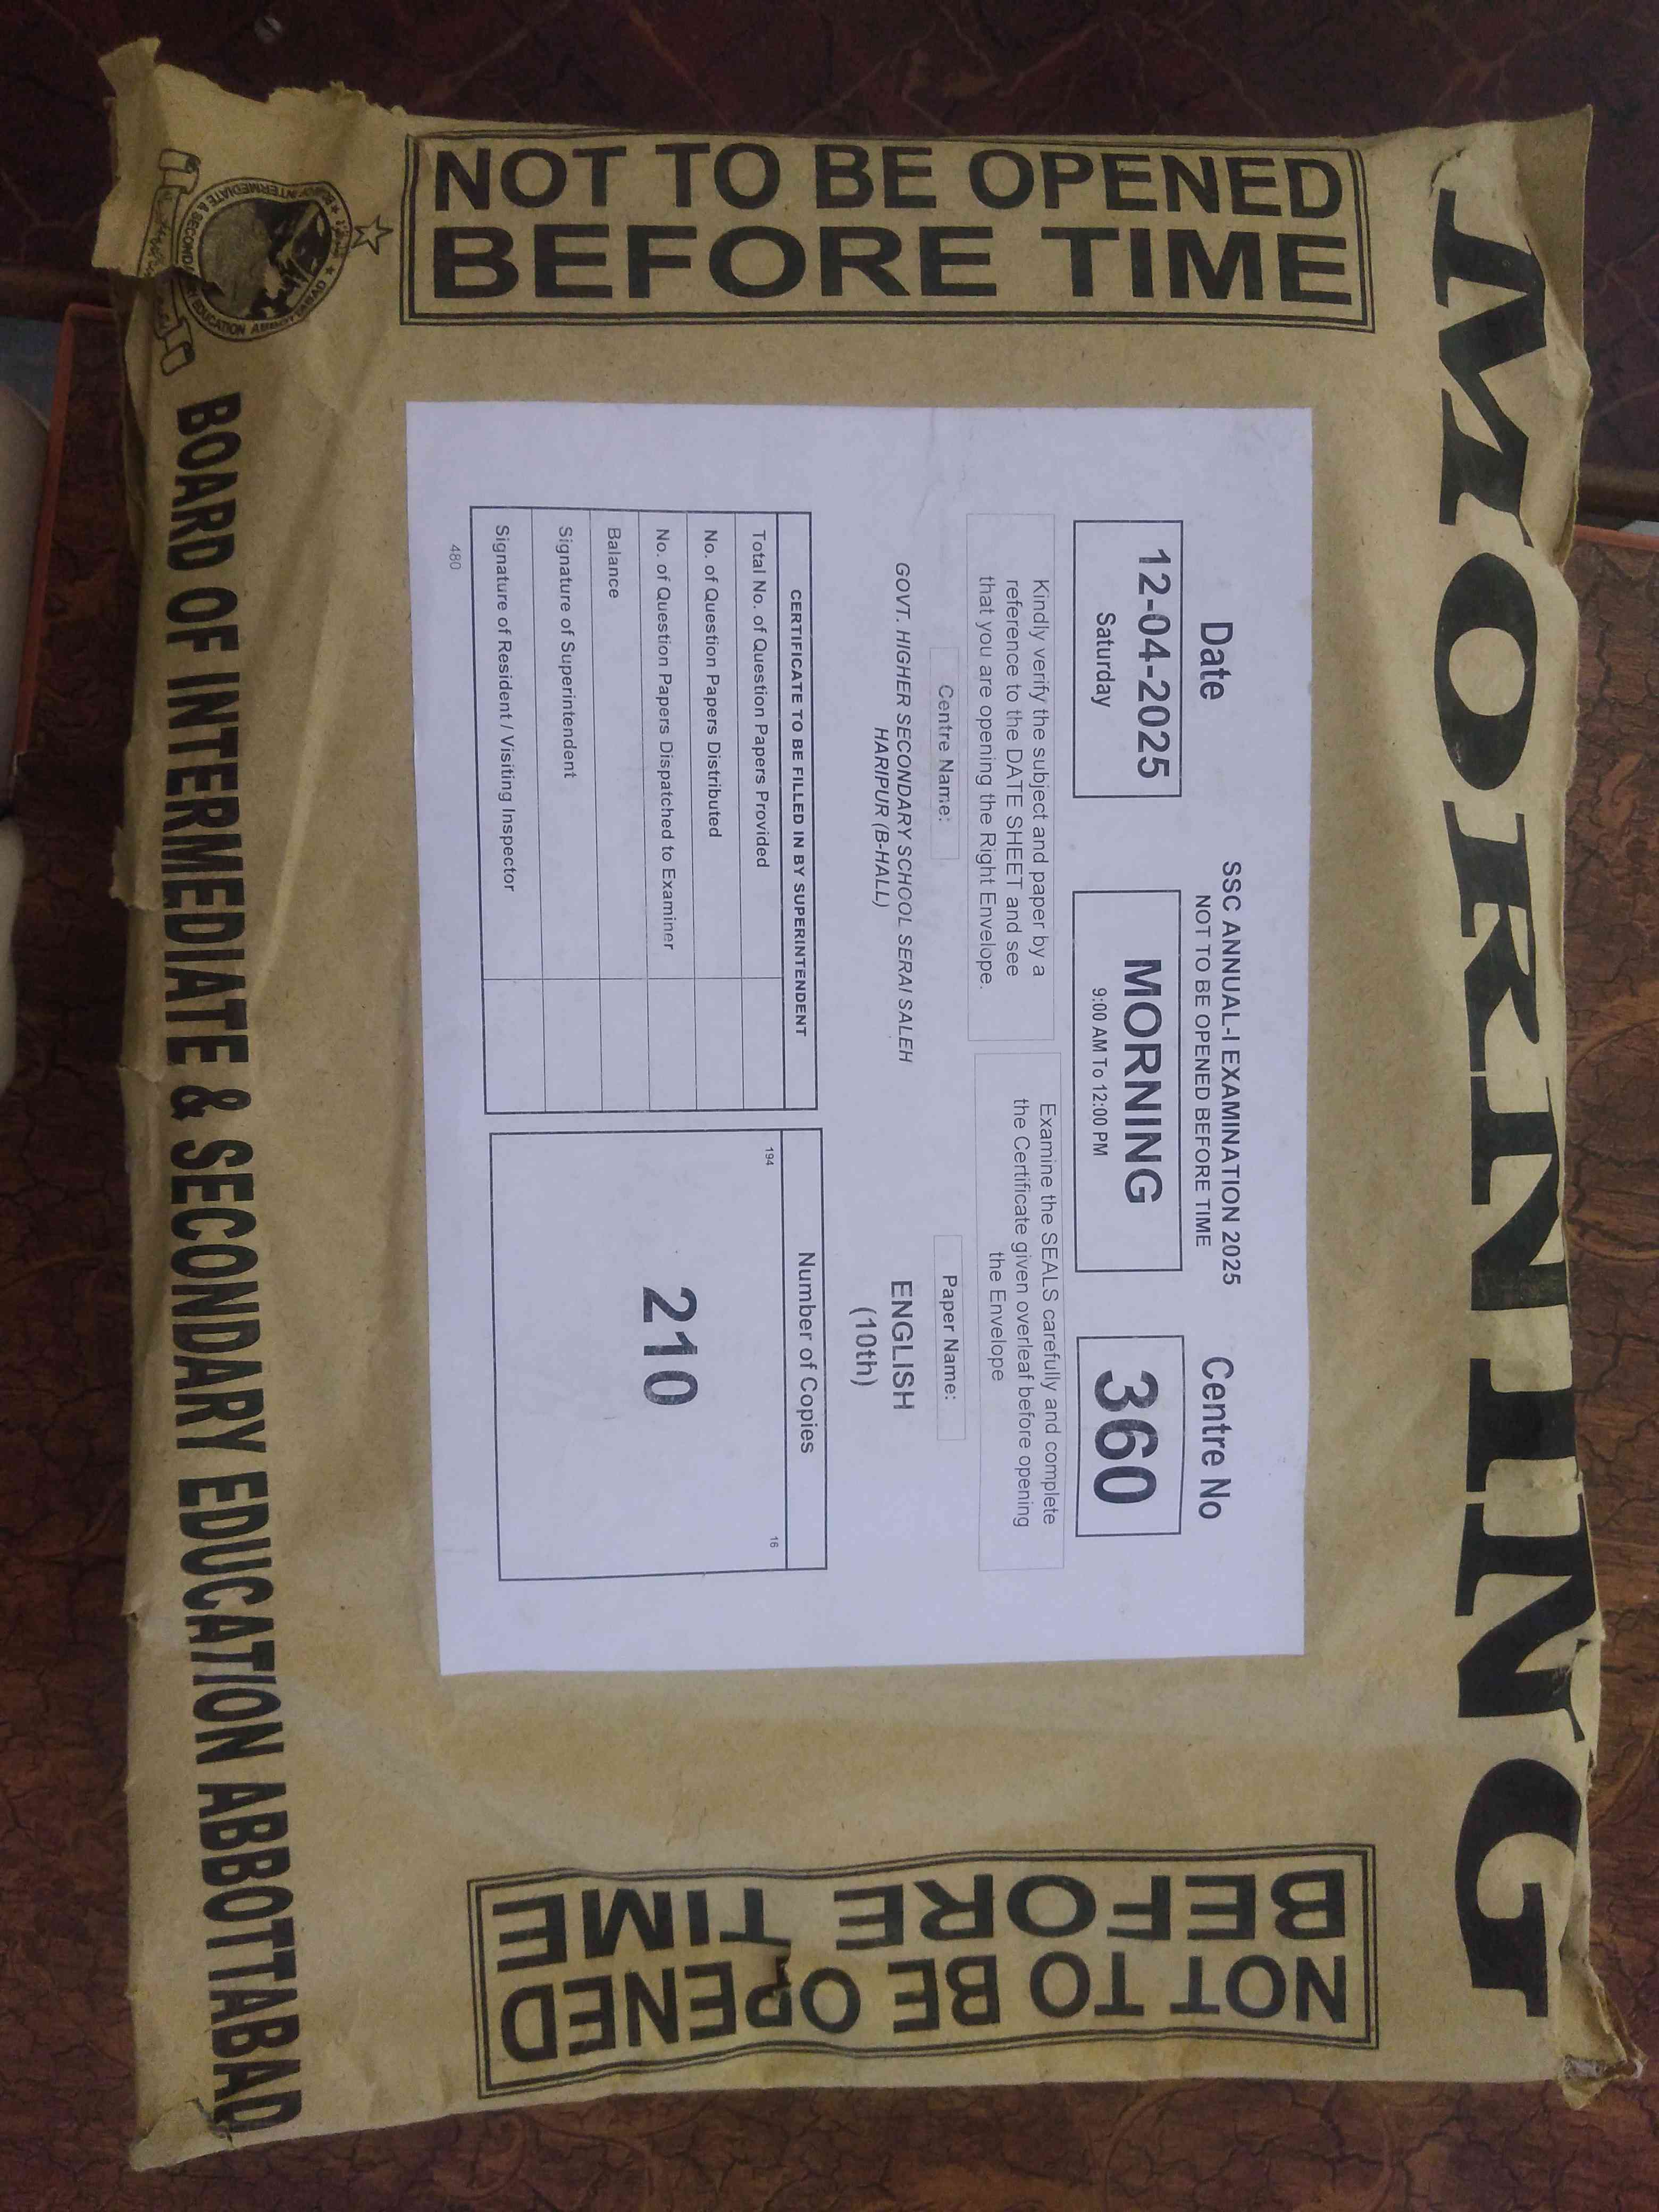 MORNING
NOT TO BE OPENED
BEFORE TIME
SSC ANNUAL-I EXAMINATION 2025
NOT TO BE OPENED BEFORE TIME
Date
Centre No
12-04-2025
Saturday
MORNING
9:00 AM To 12:00 PM
360
Kindly verify the subject and paper by a
reference to the DATE SHEET and see
that you are opening the Right Envelope.
Examine the SEALS carefully and complete
the Certificate given overleaf before opening
the Envelope
Centre Name:
Paper Name:
GOVT. HIGHER SECONDARY SCHOOL SERAI SALEH
HARIPUR (B-HALL)
ENGLISH
(10th)
CERTIFICATE TO BE FILLED IN BY SUPERINTENDENT
Total No. of Question Papers Provided
No. of Question Papers Distributed
No. of Question Papers Dispatched to Examiner
Balance
Signature of Superintendent
Signature of Resident / Visiting Inspector
480
Number of Copies
194
16
210
NOT TO BE OPENED
BEFORE TIME
INTERMEDIATE & SECONDARY EDUCATION ABBOTTABAD
BOARD OF INTERMEDIATE & SECONDARY EDUCATION ABBOTTABAD